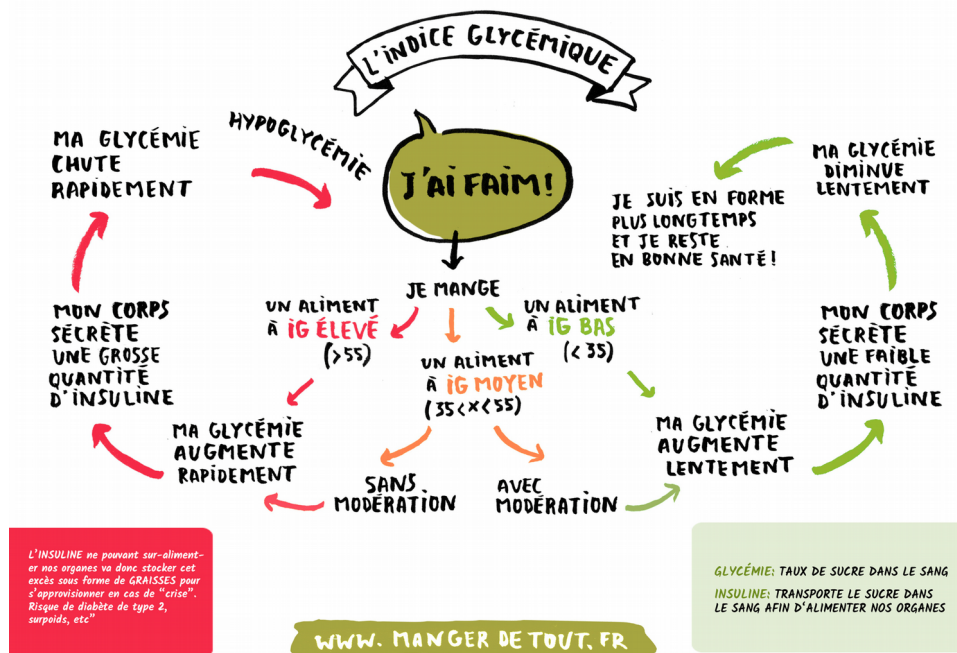 L'INDICE GLYCÉMIQUE
J'AI FAIM!
JE MANGE
UN ALIMENT
À IG ÉLEVÉ
(>55)
UN ALIMENT
À IG MOYEN
(35<x<55)
UN ALIMENT
À IG BAS
(< 35)
SANS
MODÉRATION
AVEC
MODÉRATION
MA GLYCÉMIE
AUGMENTE
RAPIDEMENT
MON CORPS
SÉCRÈTE
UNE GROSSE
QUANTITÉ
D'INSULINE
MA GLYCÉMIE
CHUTE
RAPIDEMENT
HYPOGLYCÉMIE
MA GLYCÉMIE
AUGMENTE
LENTEMENT
MON CORPS
SÉCRÈTE
UNE FAIBLE
QUANTITÉ
D'INSULINE
MA GLYCÉMIE
DIMINUE
LENTEMENT
JE SUIS EN FORME
PLUS LONGTEMPS
ET JE RESTE
EN BONNE SANTÉ!
L'INSULINE ne pouvant sur-aliment-
er nos organes va donc stocker cet
excès sous forme de GRAISSES pour
s'approvisionner en cas de "crise".
Risque de diabète de type 2,
surpoids, etc"
GLYCÉMIE: TAUX DE SUCRE DANS LE SANG
INSULINE: TRANSPORTE LE SUCRE DANS
LE SANG AFIN D'ALIMENTER NOS ORGANES
WWW. MANGER DE TOUT. FR